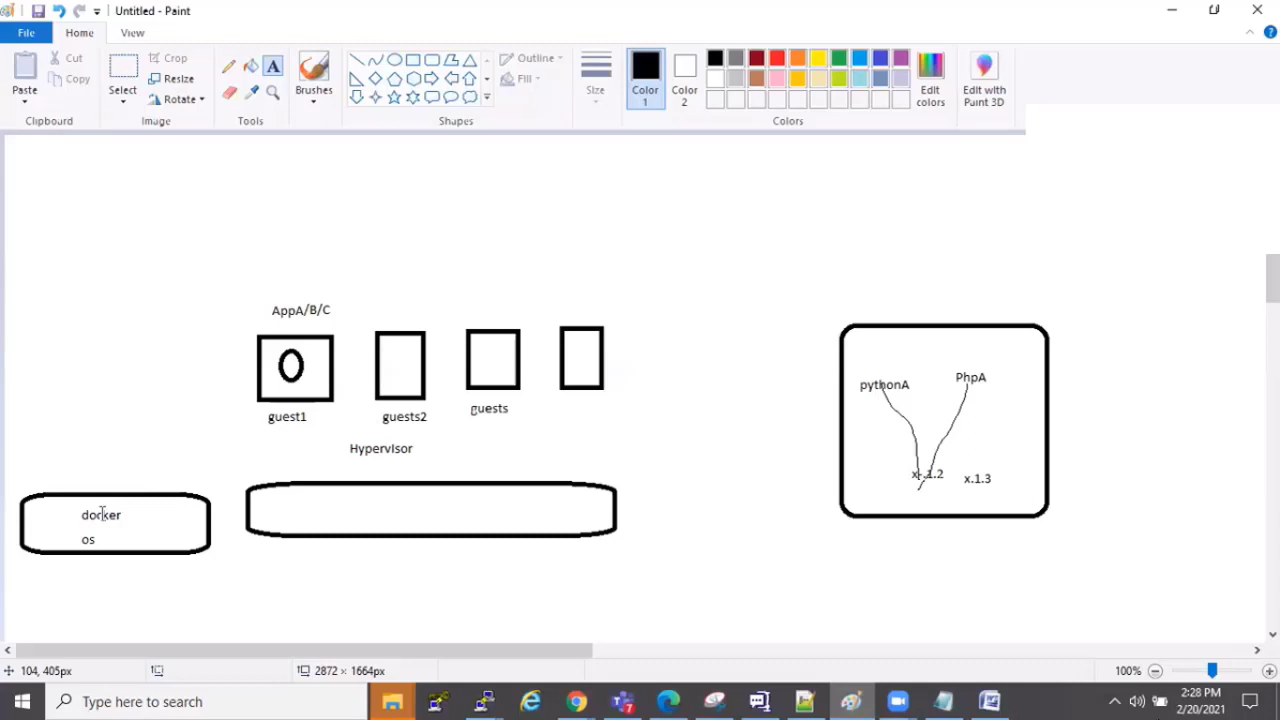 Untitled - Paint
File
Home
View
Paste
Cut
Copy
Clipboard
Select
Crop
Resize
Rotate
Image
A
Tools
Brushes
Shapes
Outline
Fill
Size
Color 1
Color 2
Edit colors
Colors
Edit with Paint 3D
AppA/B/C
guest1
guests2
guests
Hypervisor
docker
os
pythonA
PhpA
x-.1.2
x.1.3
104, 405px
2872 × 1664px
100%
Type here to search
2:28 PM
2/20/2021